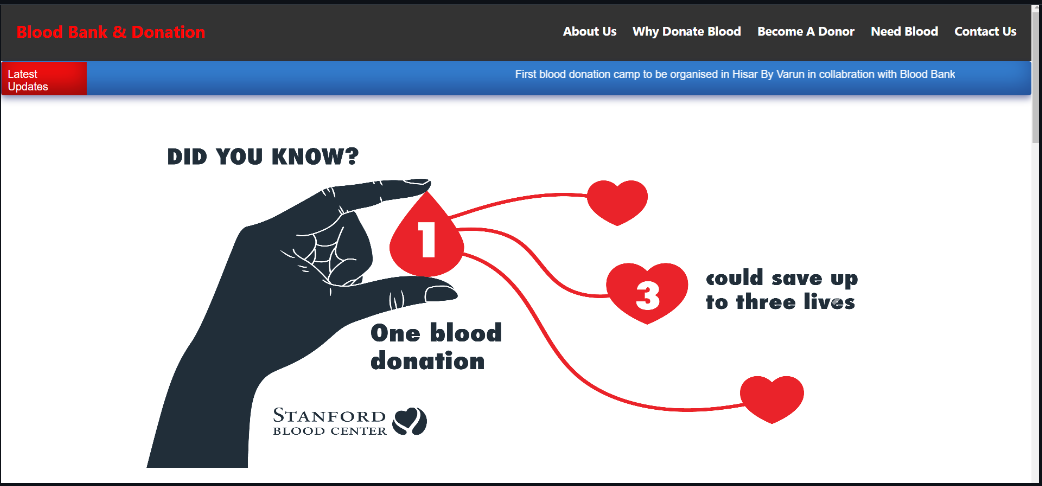 Blood Bank & Donation
About Us Why Donate Blood Become A Donor Need Blood Contact Us
Latest
Updates
First blood donation camp to be organised in Hisar By Varun in collabration with Blood Bank
DID YOU KNOW?
1
3
could save up
to three lives
One blood
donation
STANFORD
BLOOD CENTER